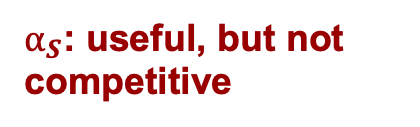 α𝑆: useful, but not
competitive